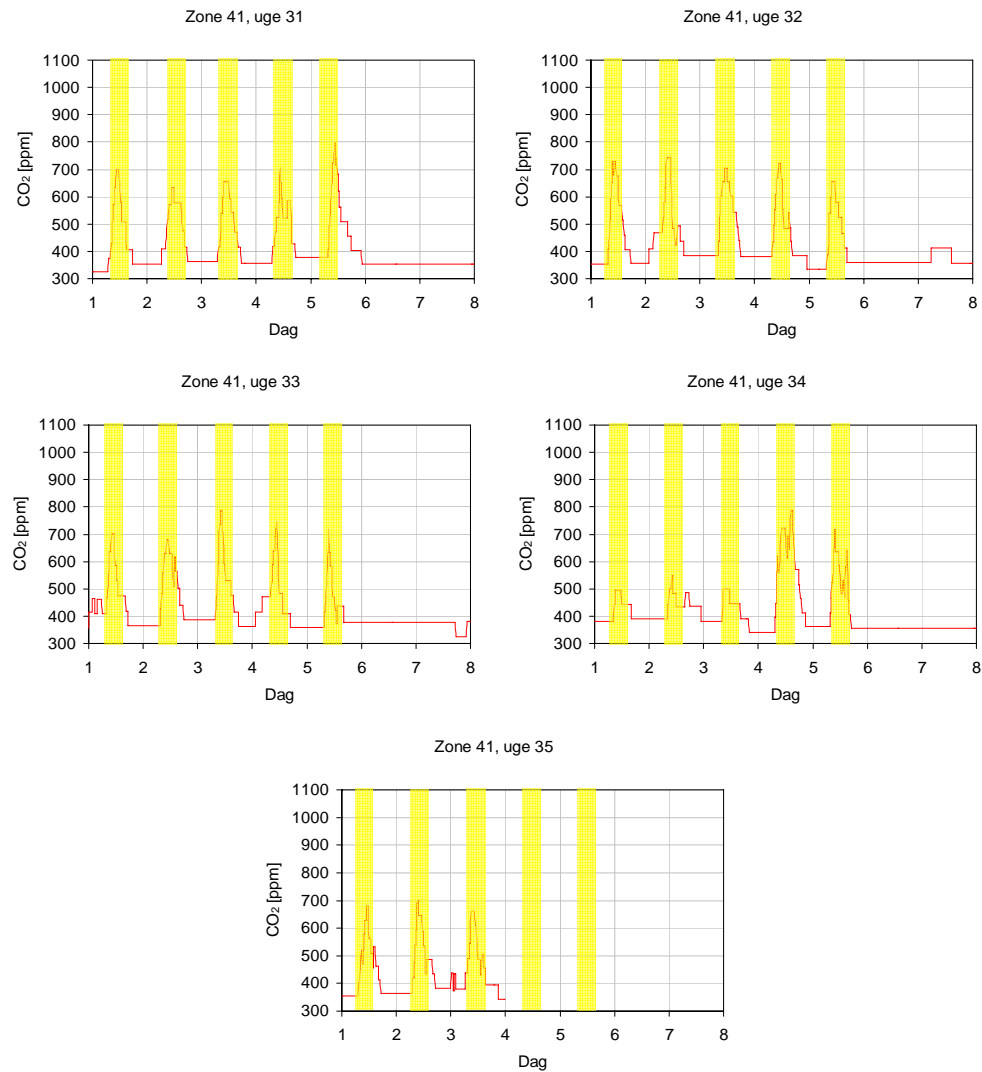 Zone 41, uge 31
1100
1000
900
800
700
600
500
400
300
CO₂ [ppm]
1 2 3 4 5 6 7 8
Dag
Zone 41, uge 32
1100
1000
900
800
700
600
500
400
300
CO₂ [ppm]
1 2 3 4 5 6 7 8
Dag
Zone 41, uge 33
1100
1000
900
800
700
600
500
400
300
CO₂ [ppm]
1 2 3 4 5 6 7 8
Dag
Zone 41, uge 34
1100
1000
900
800
700
600
500
400
300
CO₂ [ppm]
1 2 3 4 5 6 7 8
Dag
Zone 41, uge 35
1100
1000
900
800
700
600
500
400
300
CO₂ [ppm]
1 2 3 4 5 6 7 8
Dag